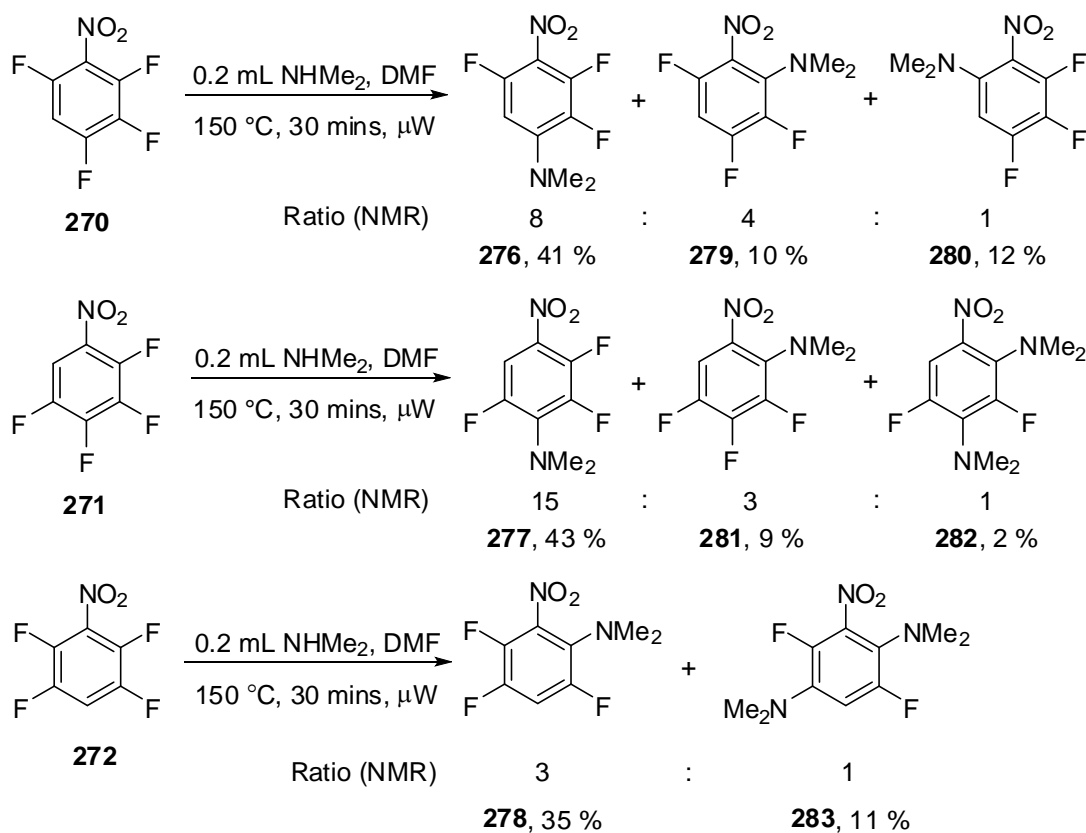 NO2 F F F F
0.2 mL NHMe2, DMF
150 °C, 30 mins, μW
NO2 F F F NMe2
+
NO2 NMe2 F F F
+
NO2 Me2N F F F
270
Ratio (NMR) 8 : 4 : 1
276, 41 % 279, 10 % 280, 12 %
NO2 F F F F
0.2 mL NHMe2, DMF
150 °C, 30 mins, μW
NO2 F F F NMe2
+
NO2 NMe2 F F F
+
NO2 NMe2 F F NMe2
271
Ratio (NMR) 15 : 3 : 1
277, 43 % 281, 9 % 282, 2 %
NO2 F F F F
0.2 mL NHMe2, DMF
150 °C, 30 mins, μW
NO2 F NMe2 F F
+
NO2 F NMe2 Me2N F
272
Ratio (NMR) 3 : 1
278, 35 % 283, 11 %